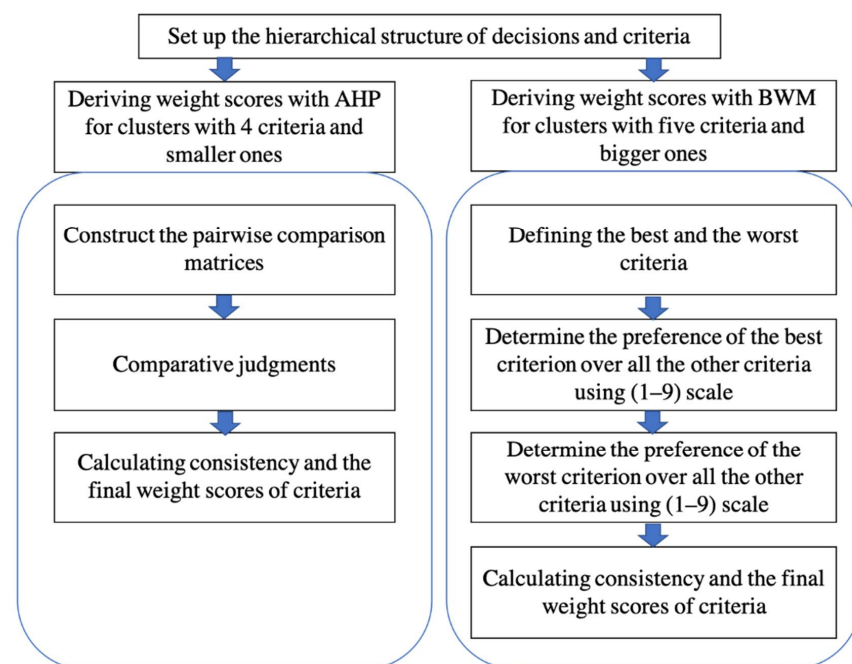 Set up the hierarchical structure of decisions and criteria
Deriving weight scores with AHP
for clusters with 4 criteria and
smaller ones
Construct the pairwise comparison
matrices
Comparative judgments
Calculating consistency and the
final weight scores of criteria
Deriving weight scores with BWM
for clusters with five criteria and
bigger ones
Defining the best and the worst
criteria
Determine the preference of the best
criterion over all the other criteria
using (1–9) scale
Determine the preference of the
worst criterion over all the other
criteria using (1–9) scale
Calculating consistency and the final
weight scores of criteria